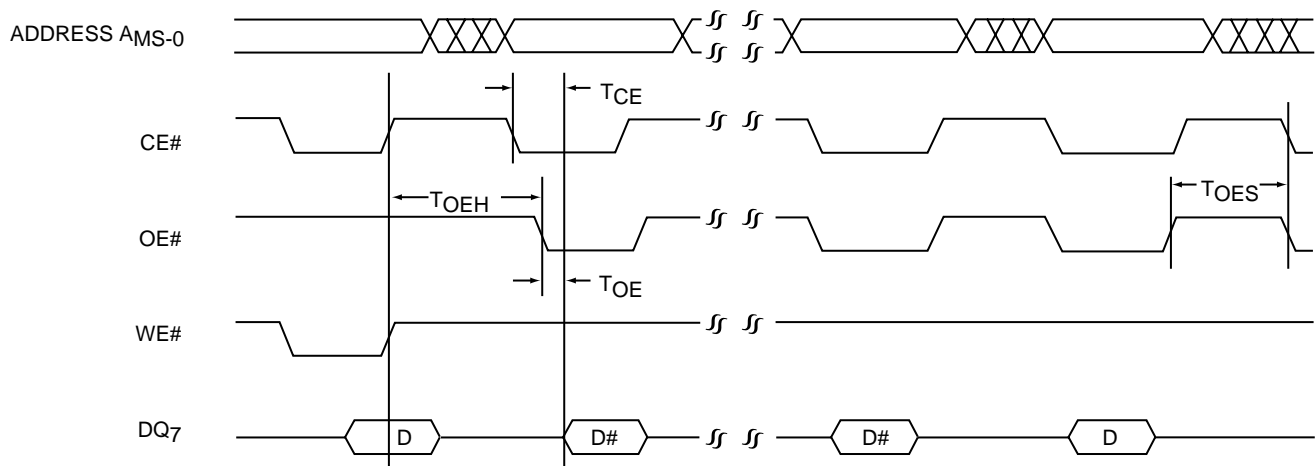 ADDRESS AMS-0
TCE
CE#
TOEH
TOES
OE#
TOE
WE#
DQ7
D
D#
D#
D